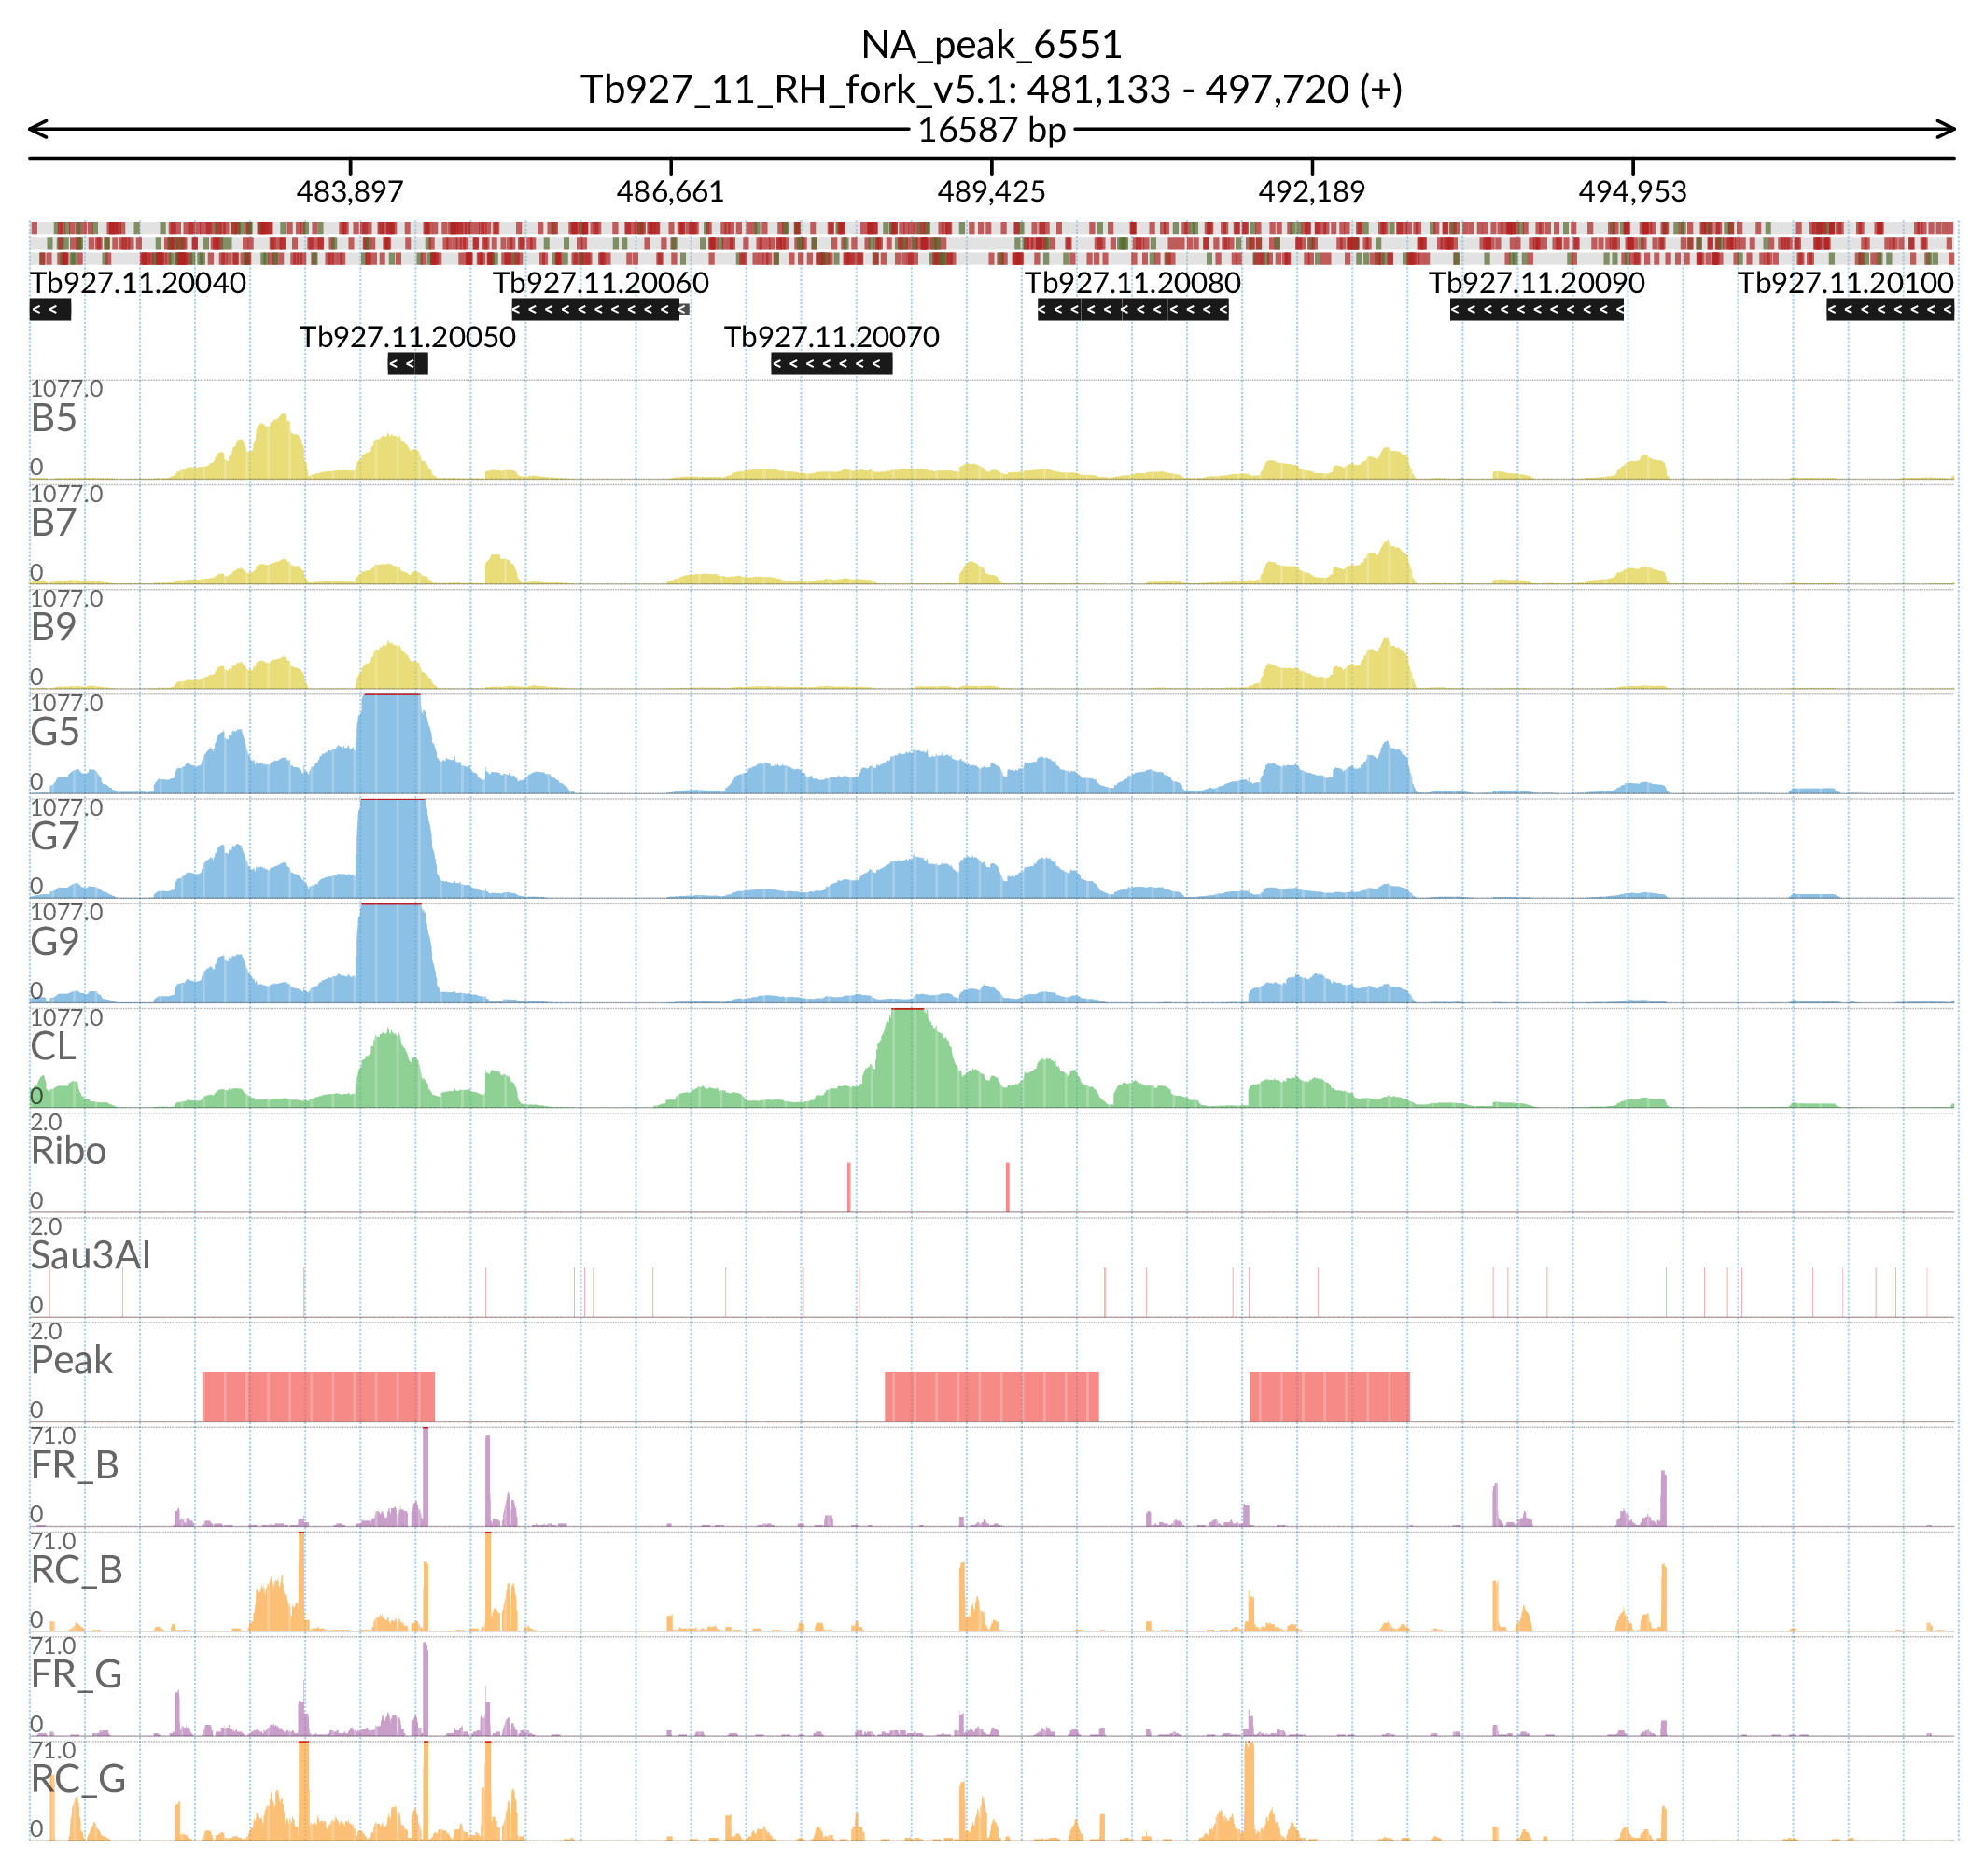 NA_peak_6551
Tb927_11_RH_fork_v5.1: 481,133 - 497,720 (+)
16587 bp
483,897 486,661 489,425 492,189 494,953
Tb927.11.20040 Tb927.11.20060 Tb927.11.20080 Tb927.11.20090 Tb927.11.20100
Tb927.11.20050 Tb927.11.20070
1077.0
B5
0
1077.0
B7
0
1077.0
B9
0
1077.0
G5
0
1077.0
G7
0
1077.0
G9
0
1077.0
CL
0
2.0
Ribo
0
2.0
Sau3AI
0
2.0
Peak
0
71.0
FR_B
0
71.0
RC_B
0
71.0
FR_G
0
71.0
RC_G
0